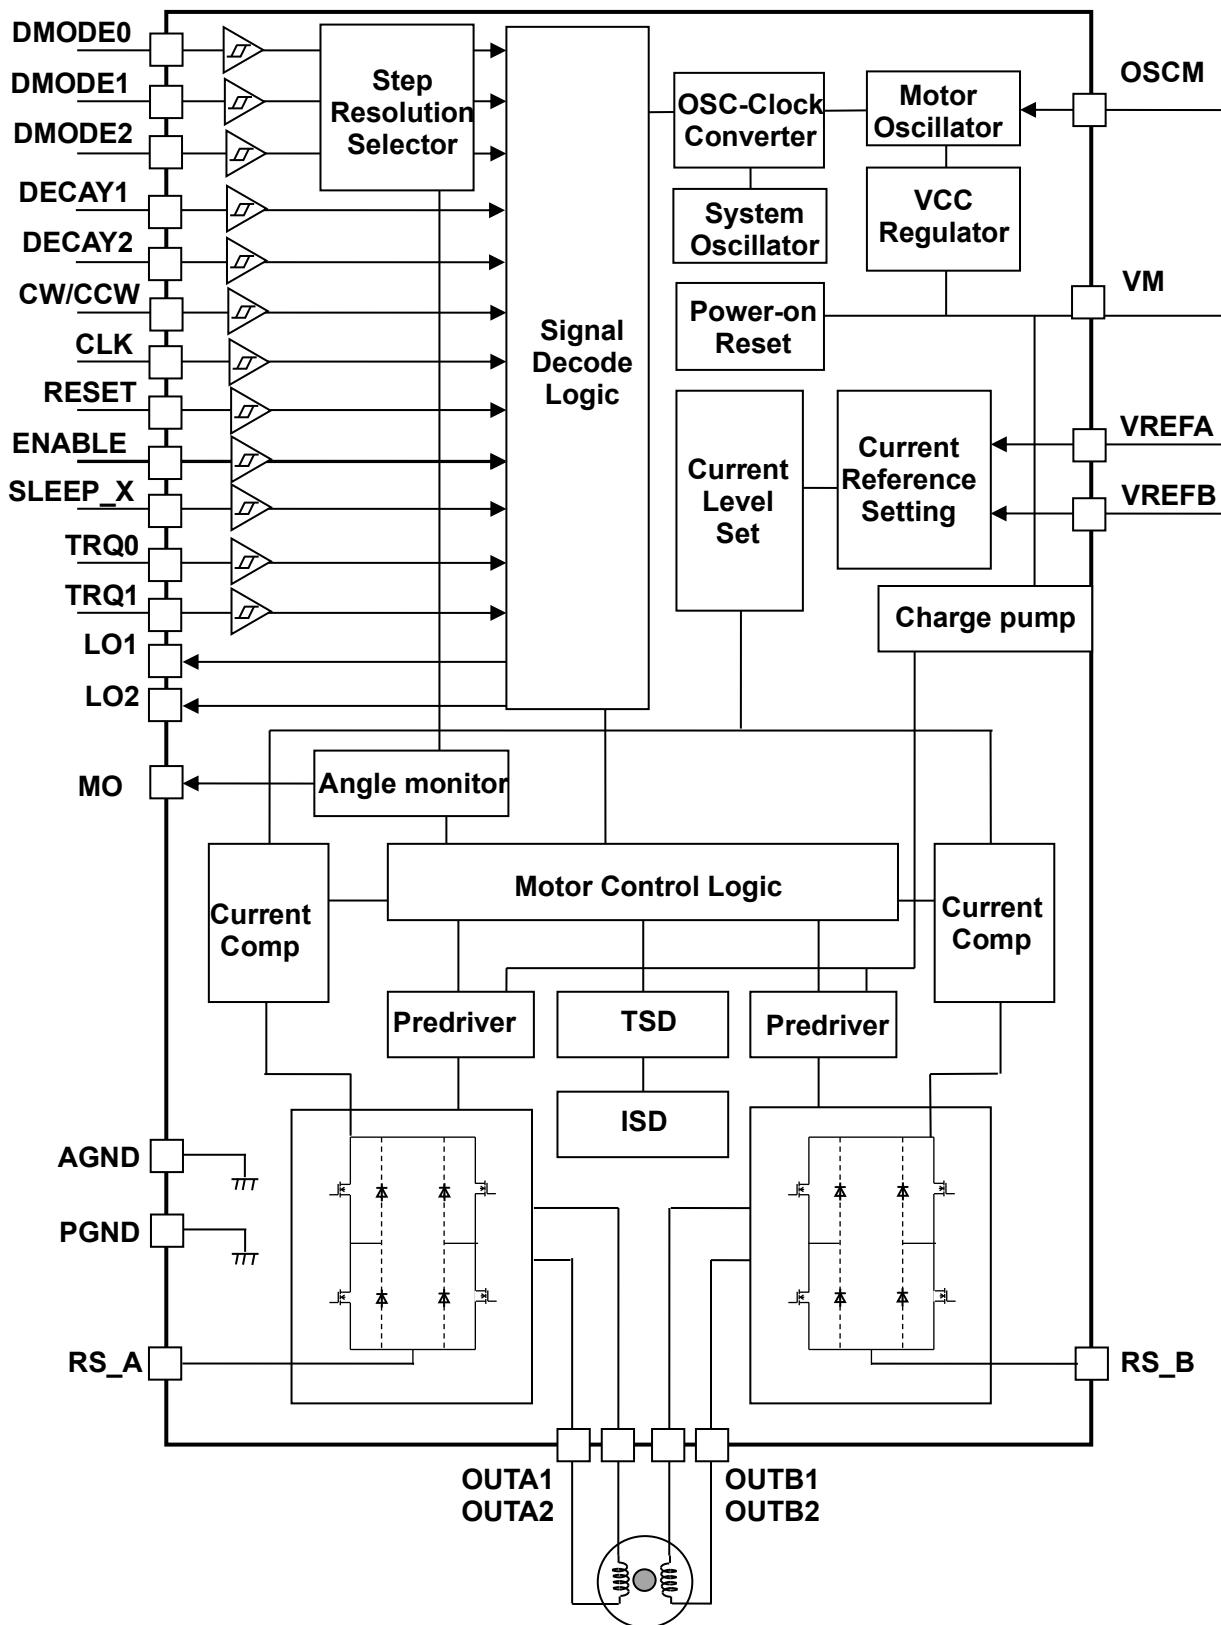 DMODE0
DMODE1
DMODE2
DECAY1
DECAY2
CW/CCW
CLK
RESET
ENABLE
SLEEP_X
TRQ0
TRQ1
LO1
LO2
MO
AGND
PGND
RS_A
Step
Resolution
Selector
Signal
Decode
Logic
OSC-Clock
Converter
Motor
Oscillator
System
Oscillator
VCC
Regulator
Power-on
Reset
Current
Level
Set
Current
Reference
Setting
Charge pump
OSCM
VM
VREFA
VREFB
Angle monitor
Motor Control Logic
Current
Comp
Current
Comp
Predriver
TSD
Predriver
ISD
RS_B
OUTA1
OUTA2
OUTB1
OUTB2